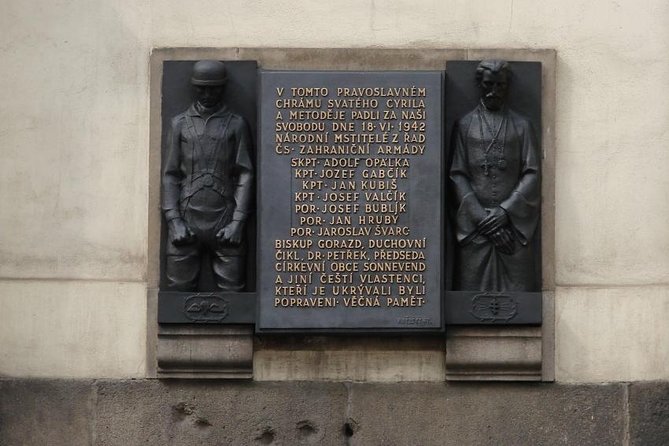 V TOMTO PRAVOSLAVNÉM
CHRÁMU SVATÉHO CYRILA
A METODĚJE PADLI ZA NAŠI
SVOBODU DNE 18·VI·1942
NÁRODNÍ MSTITELÉ Z ŘAD
ČS· ZAHRANIČNÍ ARMÁDY
SKPT· ADOLF OPÁLKA
KPT· JOZEF GABČÍK
KPT· JAN KUBIŠ
KPT· JOSEF VALČÍK
POR· JOSEF BUBLÍK
POR· JAN HRUBÝ
POR· JAROSLAV ŠVARC·
BISKUP GORAZD, DUCHOVNÍ
ČIKL, DR· PETŘEK, PŘEDSEDA
CÍRKEVNÍ OBCE SONNEVEND
A JINÍ ČEŠTÍ VLASTENCI,
KTEŘÍ JE UKRÝVALI BYLI
POPRAVENI· VĚČNÁ PAMĚŤ·